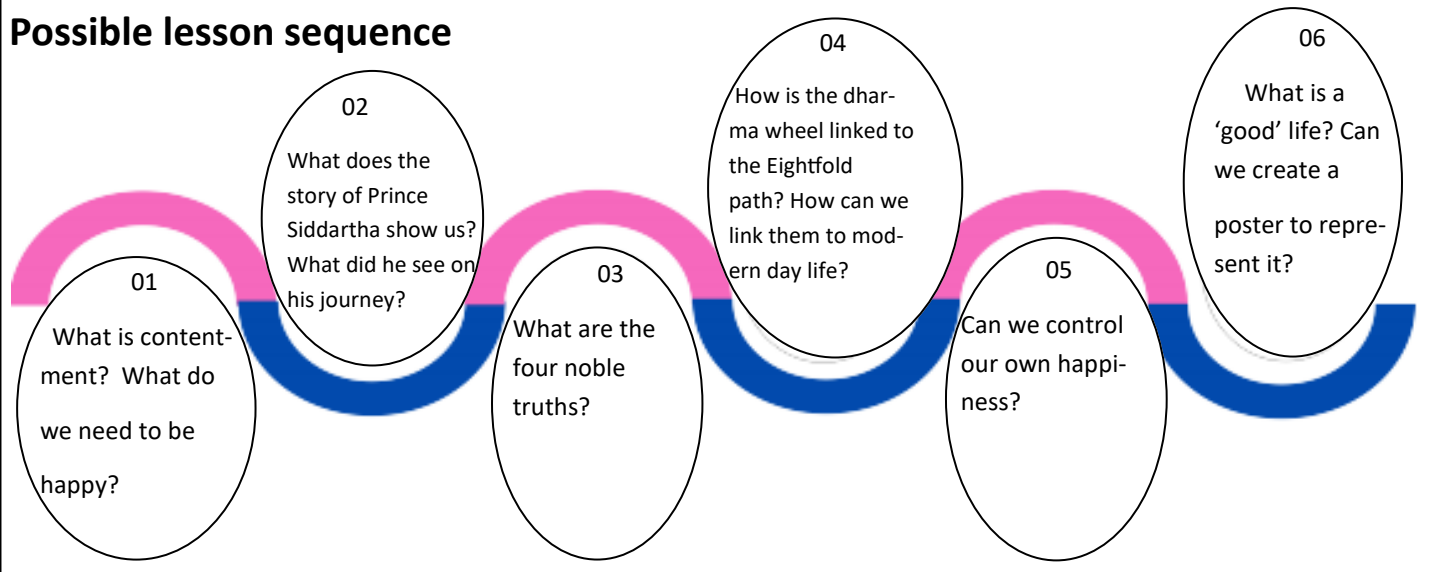 Possible lesson sequence
01
What is content-
ment? What do
we need to be
happy?
02
What does the
story of Prince
Siddartha show us?
What did he see on
his journey?
03
What are the
four noble
truths?
04
How is the dhar-
ma wheel linked to
the Eightfold
path? How can we
link them to mod-
ern day life?
05
Can we control
our own happi-
ness?
06
What is a
‘good’ life? Can
we create a
poster to repre-
sent it?